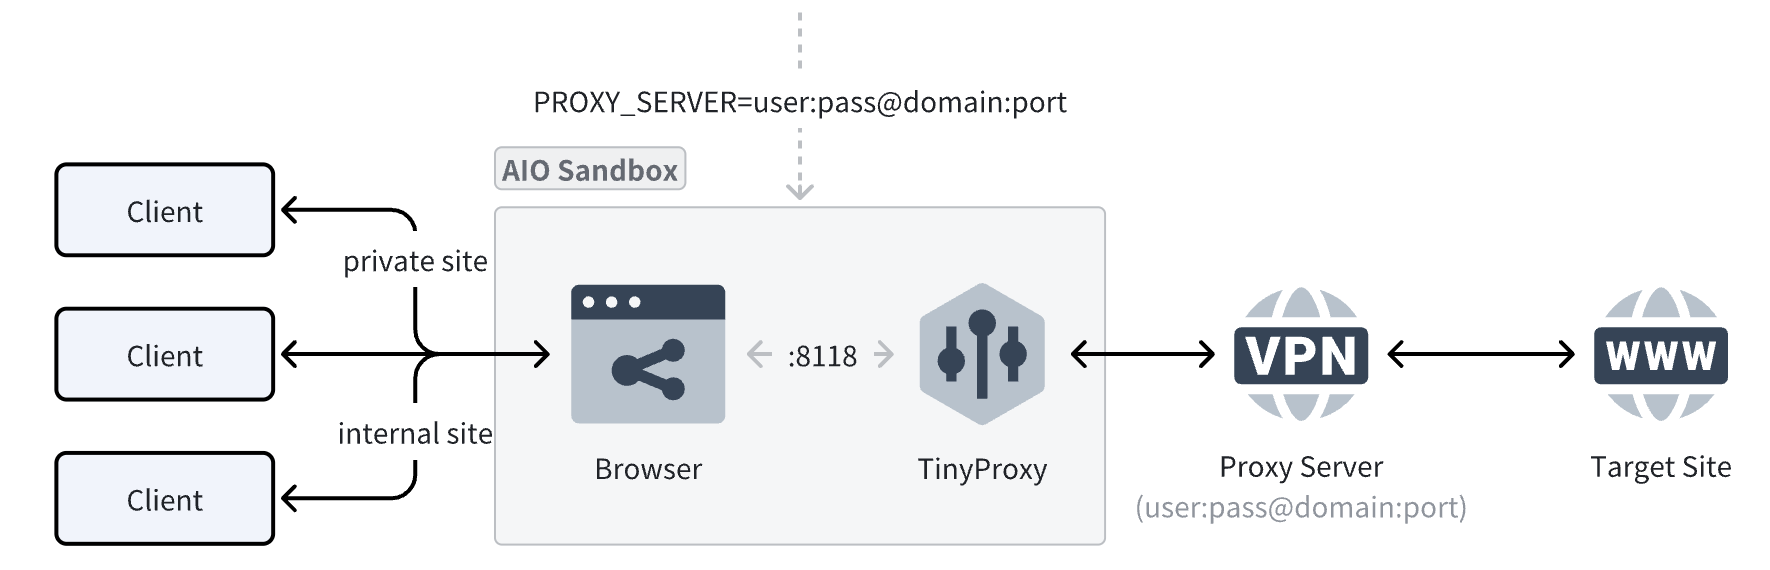 PROXY_SERVER=user:pass@domain:port
AIO Sandbox
Client
private site
Client
:8118
VPN
www
internal site
Client
Browser
TinyProxy
Proxy Server
(user:pass@domain:port)
Target Site